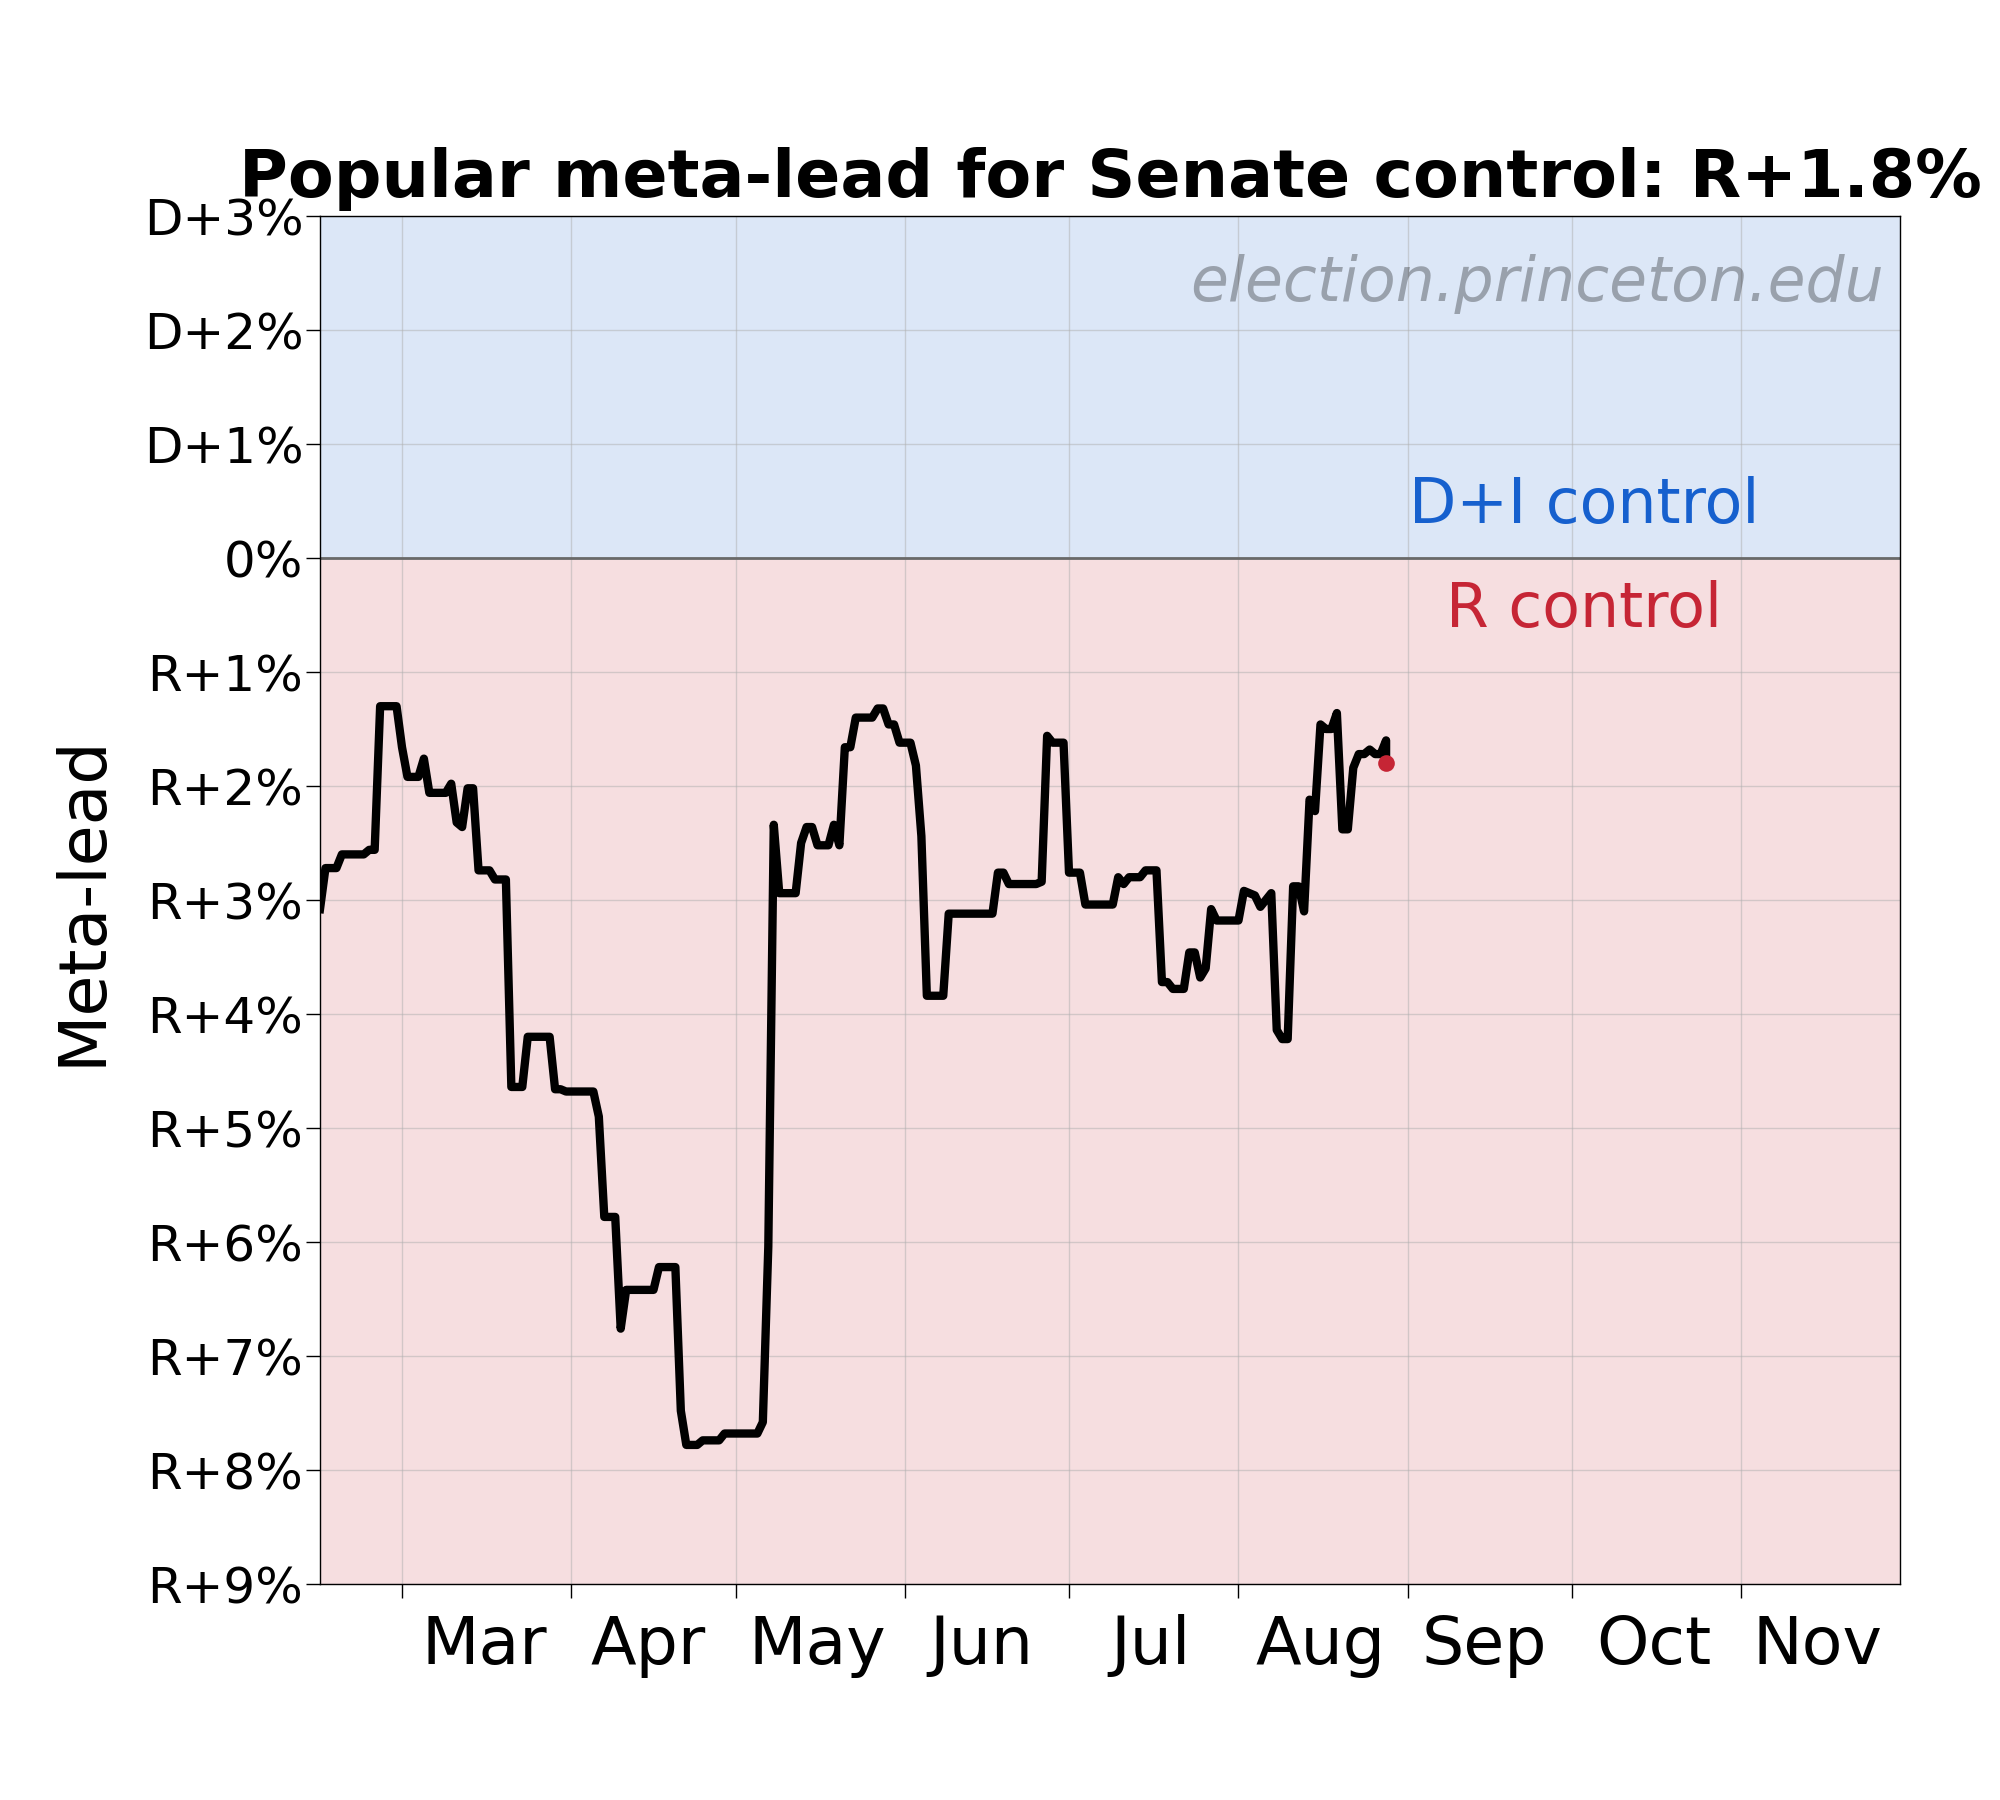 Popular meta-lead for Senate control: R+1.8%
D+3%
election.princeton.edu
D+2%
D+1%
D+I control
0%
R control
R+1%
R+2%
R+3%
R+4%
R+5%
R+6%
R+7%
R+8%
R+9%
Meta-lead
Mar Apr May Jun Jul Aug Sep Oct Nov